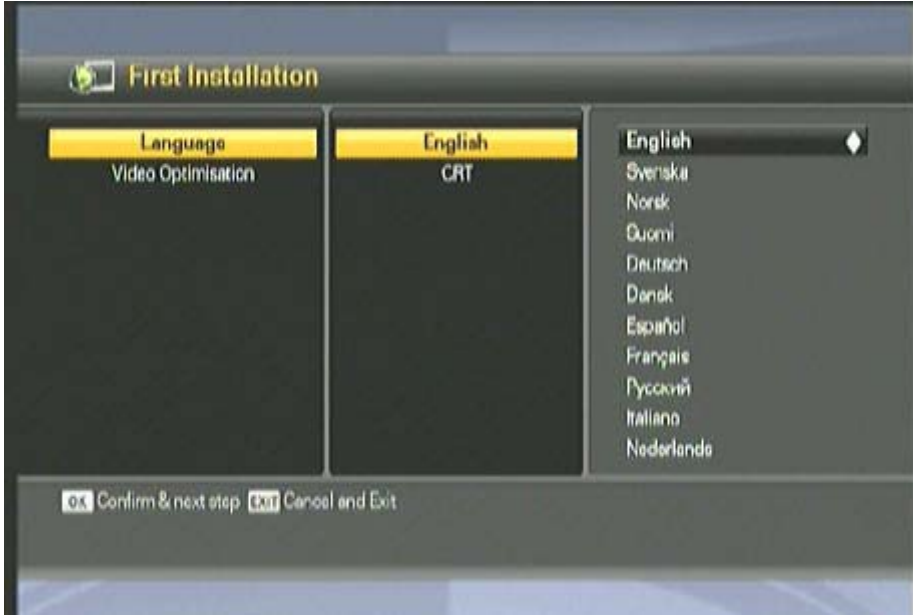 First Installation
Language
Video Optimisation
English
CRT
English
Svenska
Norsk
Suomi
Deutsch
Dansk
Español
Français
Русский
Italiano
Nederlands
OK Confirm & next step EXIT Cancel and Exit